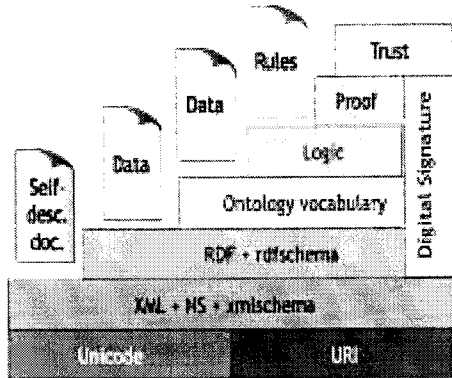 Rules
Trust
Data
Proof
Data
Logic
Self-
desc.
doc.
Ontology vocabulary
Digital Signature
RDF + rdfschema
XML + NS + xmlschema
Unicode
URI